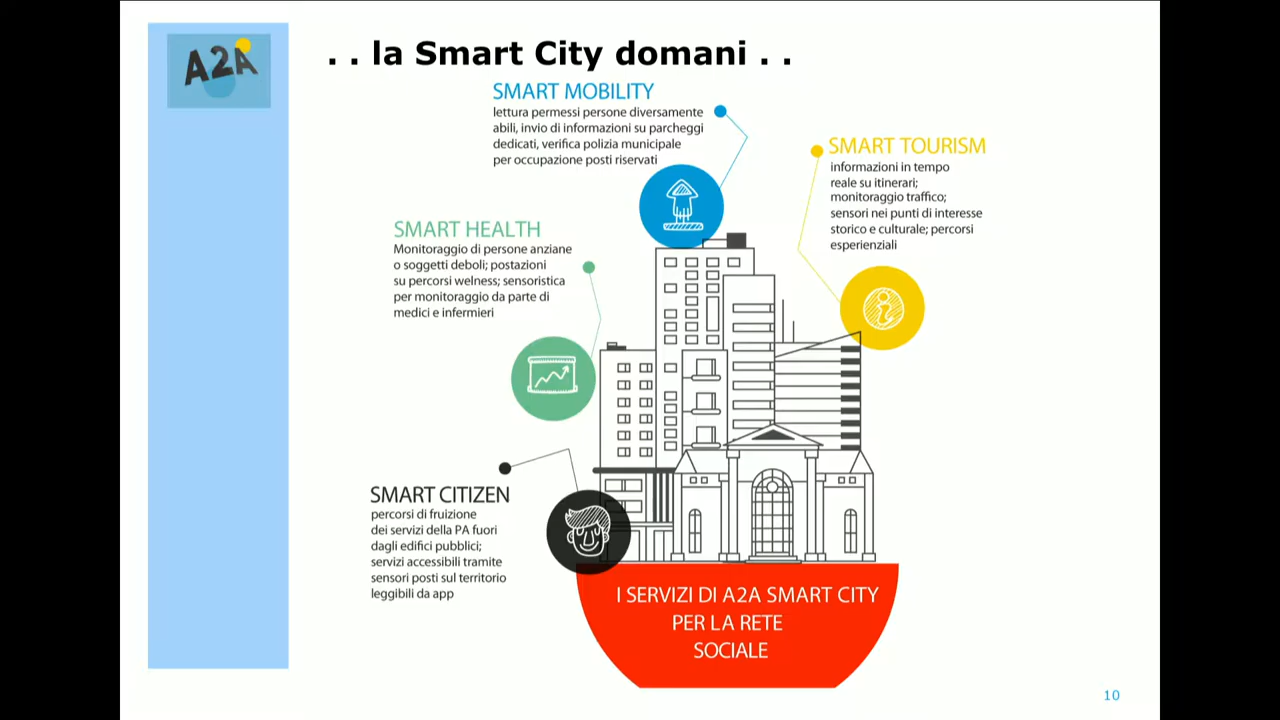 A2A
. . la Smart City domani . .
SMART MOBILITY
lettura permessi persone diversamente
abili, invio di informazioni su parcheggi
dedicati, verifica polizia municipale
per occupazione posti riservati
SMART TOURISM
informazioni in tempo
reale su itinerari;
monitoraggio traffico;
sensori nei punti di interesse
storico e culturale; percorsi
esperienziali
SMART HEALTH
Monitoraggio di persone anziane
o soggetti deboli; postazioni
su percorsi welness; sensoristica
per monitoraggio da parte di
medici e infermieri
SMART CITIZEN
percorsi di fruizione
dei servizi della PA fuori
dagli edifici pubblici;
servizi accessibili tramite
sensori posti sul territorio
leggibili da app
I SERVIZI DI A2A SMART CITY
PER LA RETE
SOCIALE
10